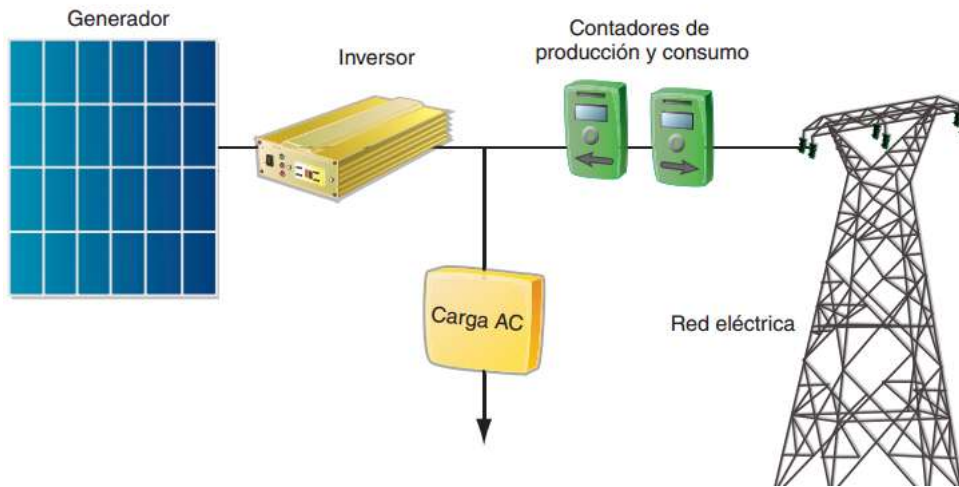 Generador
Inversor
Contadores de
producción y consumo
Carga AC
Red eléctrica